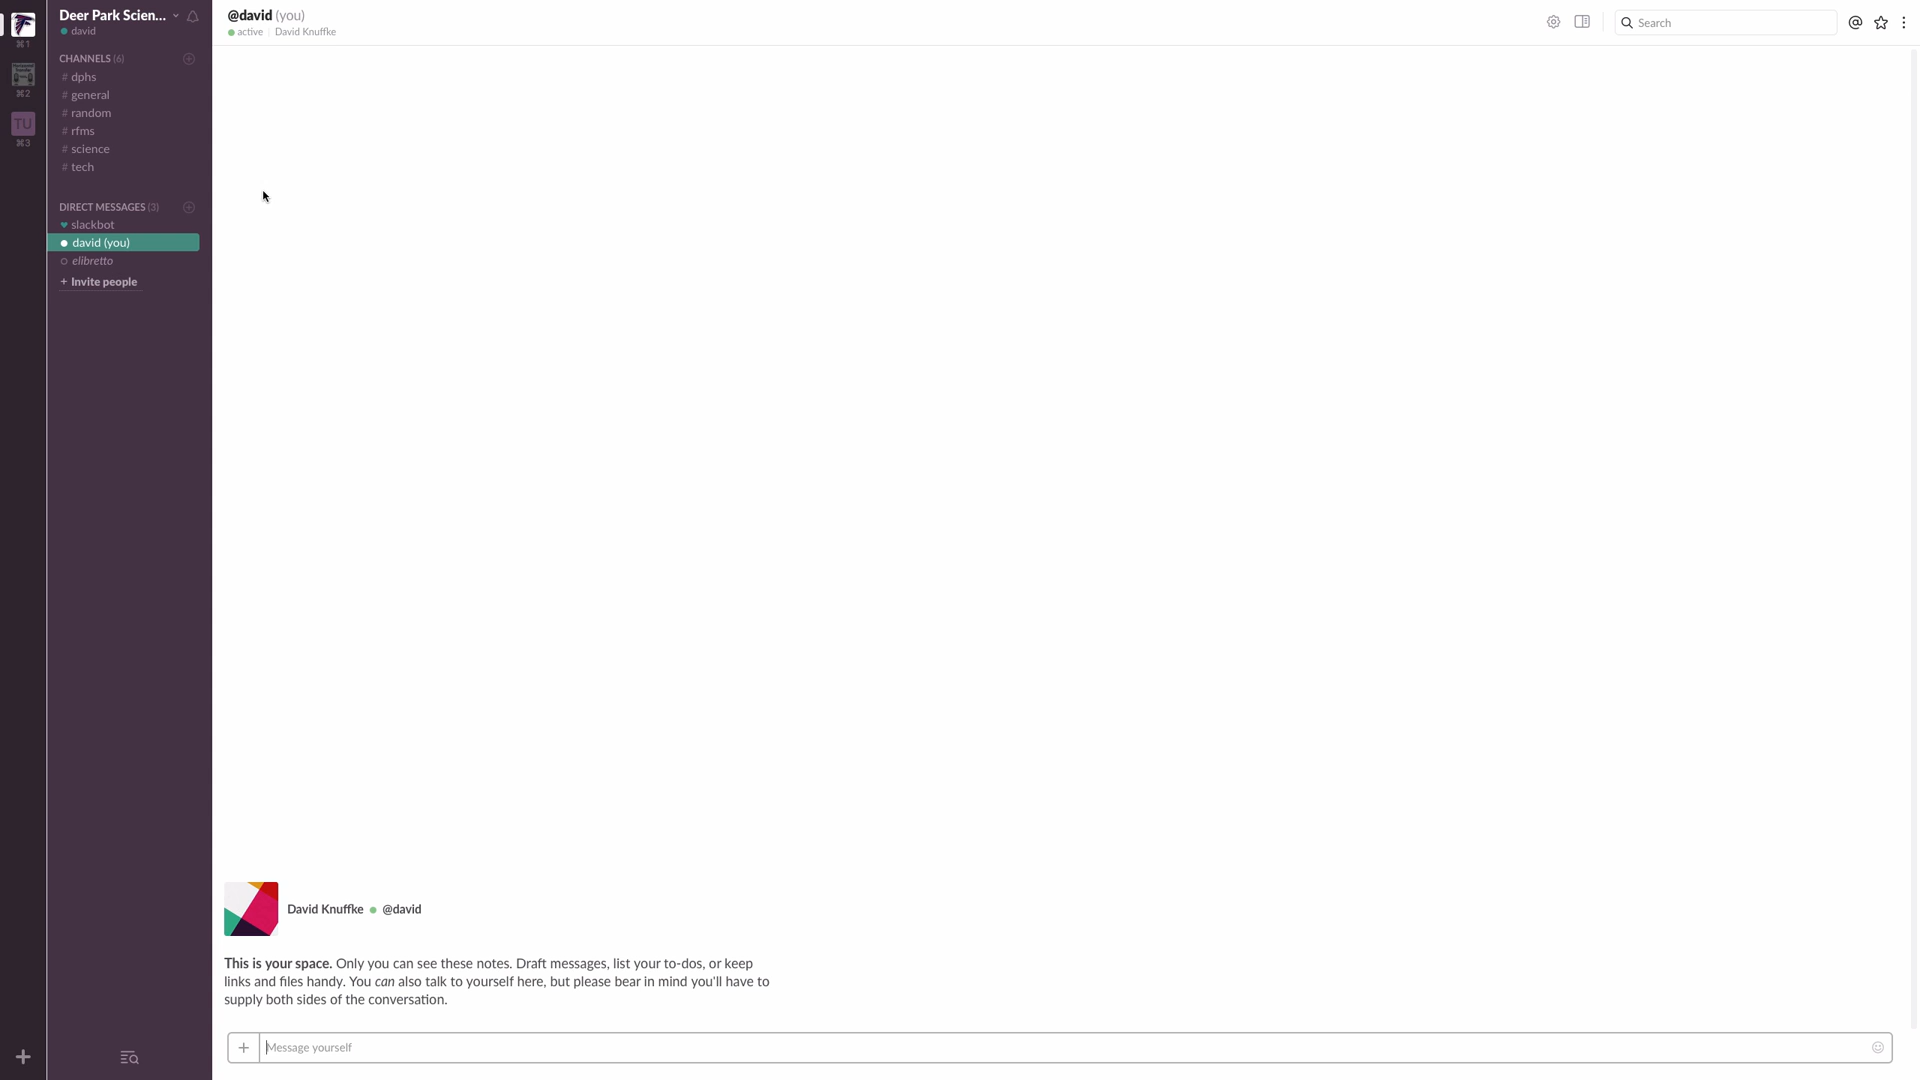 ⌘1
⌘2
TU
⌘3
Deer Park Scien...
david
CHANNELS (6)
# dphs
# general
# random
# rfms
# science
# tech
DIRECT MESSAGES (3)
slackbot
david (you)
elibretto
+ Invite people
@david (you)
active | David Knuffke
Search
David Knuffke @david
This is your space. Only you can see these notes. Draft messages, list your to-dos, or keep
links and files handy. You can also talk to yourself here, but please bear in mind you'll have to
supply both sides of the conversation.
Message yourself